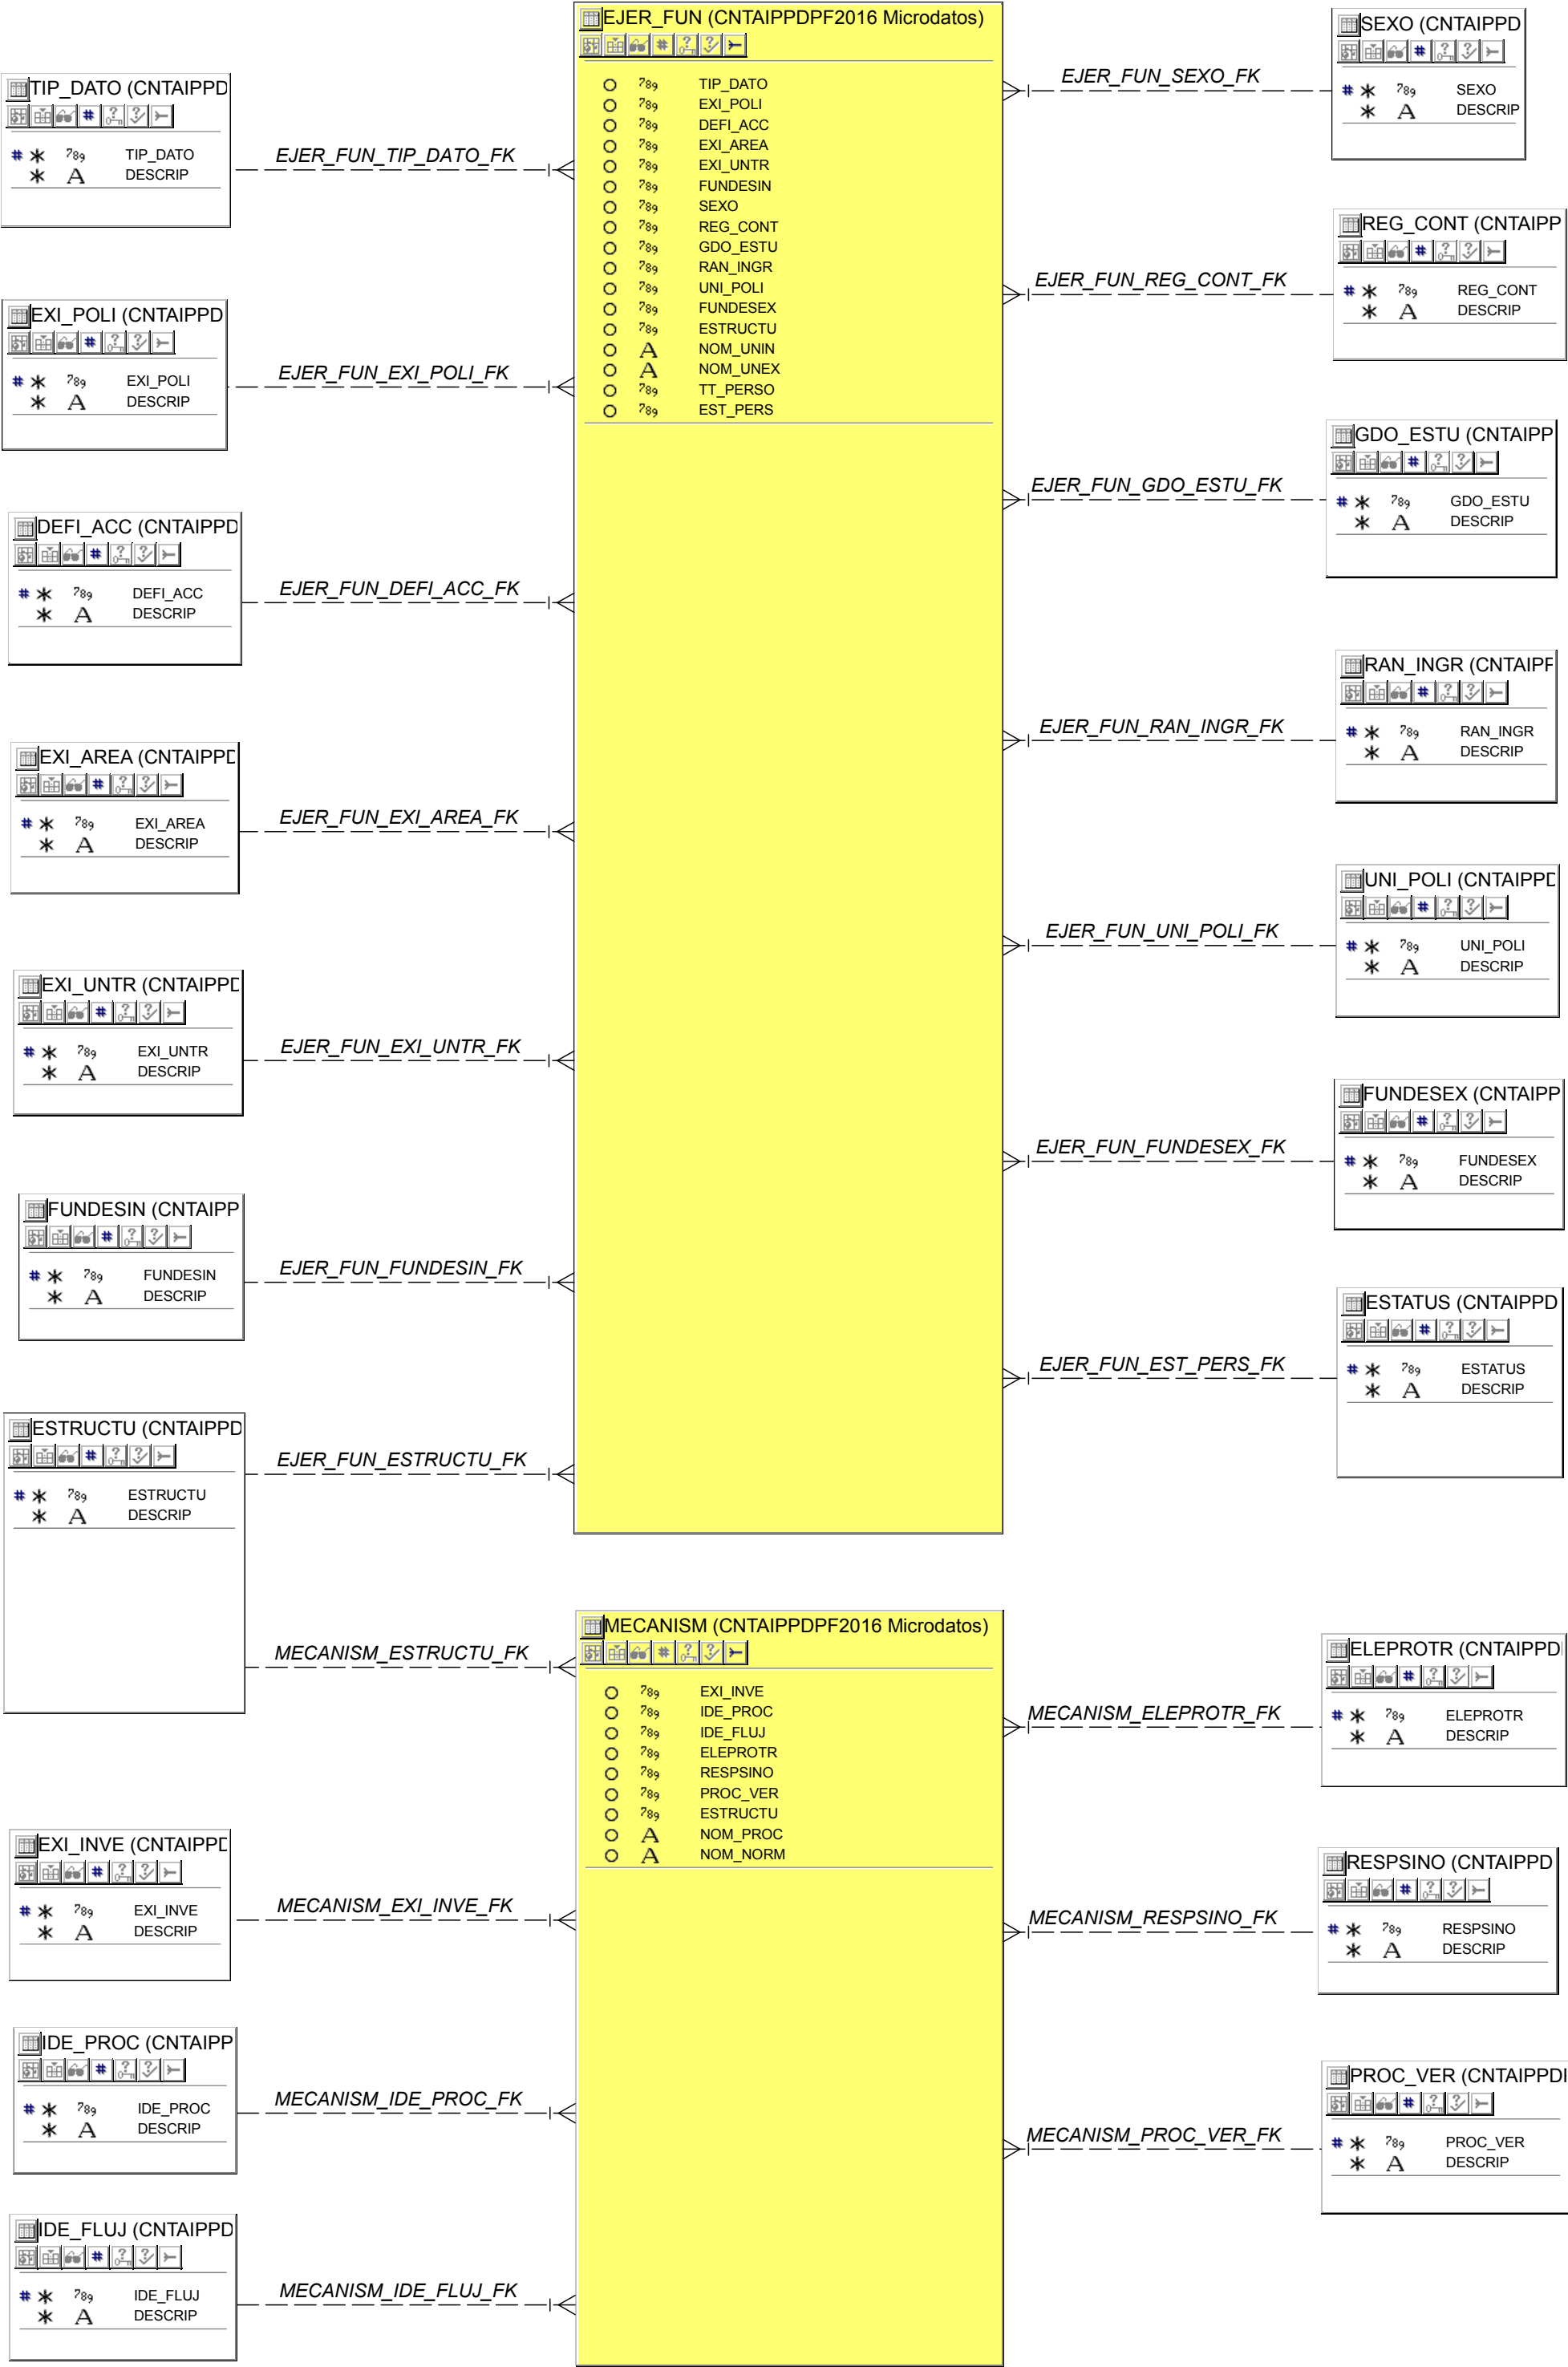 EJER_FUN (CNTAIPPDPF2016 Microdatos)
TIP_DATO
EXI_POLI
DEFI_ACC
EXI_AREA
EXI_UNTR
FUNDESIN
SEXO
REG_CONT
GDO_ESTU
RAN_INGR
UNI_POLI
FUNDESEX
ESTRUCTU
NOM_UNIN
NOM_UNEX
TT_PERSO
EST_PERS
TIP_DATO (CNTAIPPD
TIP_DATO
DESCRIP
EJER_FUN_TIP_DATO_FK
EXI_POLI (CNTAIPPD
EXI_POLI
DESCRIP
EJER_FUN_EXI_POLI_FK
DEFI_ACC (CNTAIPPD
DEFI_ACC
DESCRIP
EJER_FUN_DEFI_ACC_FK
EXI_AREA (CNTAIPPD
EXI_AREA
DESCRIP
EJER_FUN_EXI_AREA_FK
EXI_UNTR (CNTAIPPD
EXI_UNTR
DESCRIP
EJER_FUN_EXI_UNTR_FK
FUNDESIN (CNTAIPP
FUNDESIN
DESCRIP
EJER_FUN_FUNDESIN_FK
ESTRUCTU (CNTAIPPD
ESTRUCTU
DESCRIP
EJER_FUN_ESTRUCTU_FK
MECANISM_ESTRUCTU_FK
SEXO (CNTAIPPD
SEXO
DESCRIP
EJER_FUN_SEXO_FK
REG_CONT (CNTAIPP
REG_CONT
DESCRIP
EJER_FUN_REG_CONT_FK
GDO_ESTU (CNTAIPP
GDO_ESTU
DESCRIP
EJER_FUN_GDO_ESTU_FK
RAN_INGR (CNTAIPP
RAN_INGR
DESCRIP
EJER_FUN_RAN_INGR_FK
UNI_POLI (CNTAIPPD
UNI_POLI
DESCRIP
EJER_FUN_UNI_POLI_FK
FUNDESEX (CNTAIPP
FUNDESEX
DESCRIP
EJER_FUN_FUNDESEX_FK
ESTATUS (CNTAIPPD
ESTATUS
DESCRIP
EJER_FUN_EST_PERS_FK
MECANISM (CNTAIPPDPF2016 Microdatos)
EXI_INVE
IDE_PROC
IDE_FLUJ
ELEPROTR
RESPSINO
PROC_VER
ESTRUCTU
NOM_PROC
NOM_NORM
EXI_INVE (CNTAIPPD
EXI_INVE
DESCRIP
MECANISM_EXI_INVE_FK
IDE_PROC (CNTAIPP
IDE_PROC
DESCRIP
MECANISM_IDE_PROC_FK
IDE_FLUJ (CNTAIPPD
IDE_FLUJ
DESCRIP
MECANISM_IDE_FLUJ_FK
ELEPROTR (CNTAIPPD
ELEPROTR
DESCRIP
MECANISM_ELEPROTR_FK
RESPSINO (CNTAIPPD
RESPSINO
DESCRIP
MECANISM_RESPSINO_FK
PROC_VER (CNTAIPPD
PROC_VER
DESCRIP
MECANISM_PROC_VER_FK